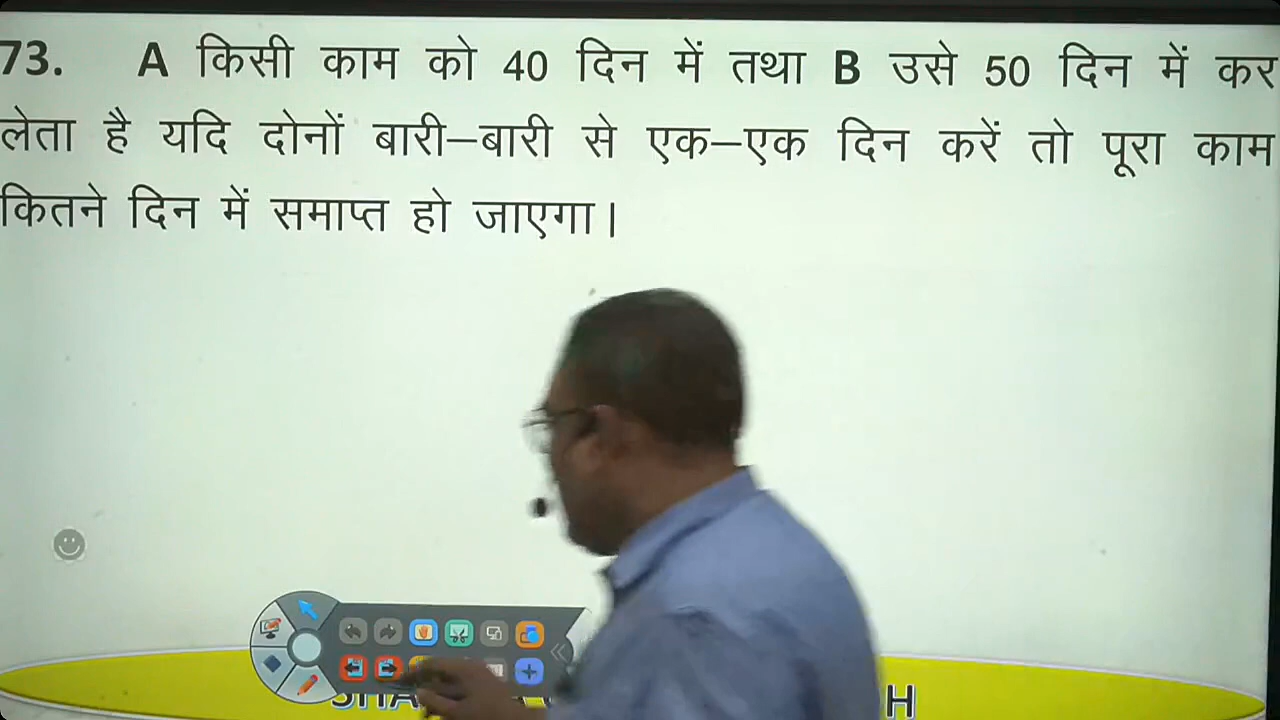 73. A किसी काम को 40 दिन में तथा B उसे 50 दिन में कर
लेता है यदि दोनों बारी–बारी से एक–एक दिन करें तो पूरा काम
कितने दिन में समाप्त हो जाएगा।